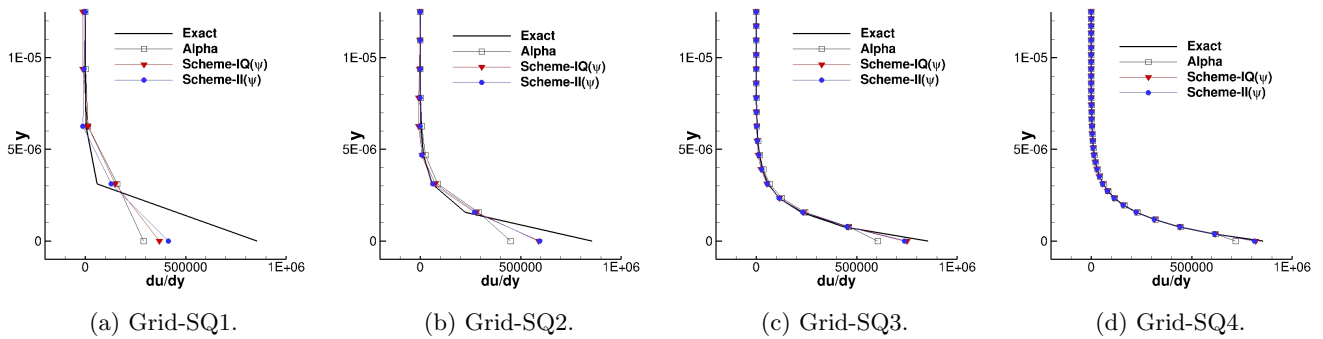 Exact
Alpha
Scheme-IQ(ψ)
Scheme-II(ψ)
1E-05
5E-06
0
y
0
500000
1E+06
du/dy
(a) Grid-SQ1.
Exact
Alpha
Scheme-IQ(ψ)
Scheme-II(ψ)
1E-05
5E-06
0
y
0
500000
1E+06
du/dy
(b) Grid-SQ2.
Exact
Alpha
Scheme-IQ(ψ)
Scheme-II(ψ)
1E-05
5E-06
0
y
0
500000
1E+06
du/dy
(c) Grid-SQ3.
Exact
Alpha
Scheme-IQ(ψ)
Scheme-II(ψ)
1E-05
5E-06
0
y
0
500000
1E+06
du/dy
(d) Grid-SQ4.